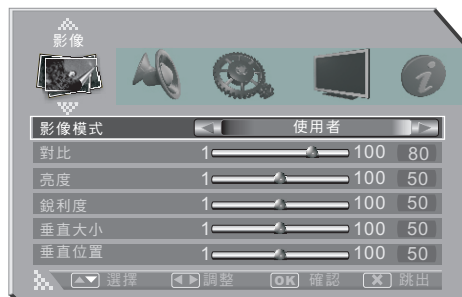 影像
影像模式 使用者
對比 1 100 80
亮度 1 100 50
銳利度 1 100 50
垂直大小 1 100 50
垂直位置 1 100 50
選擇 調整 OK 確認 X 跳出